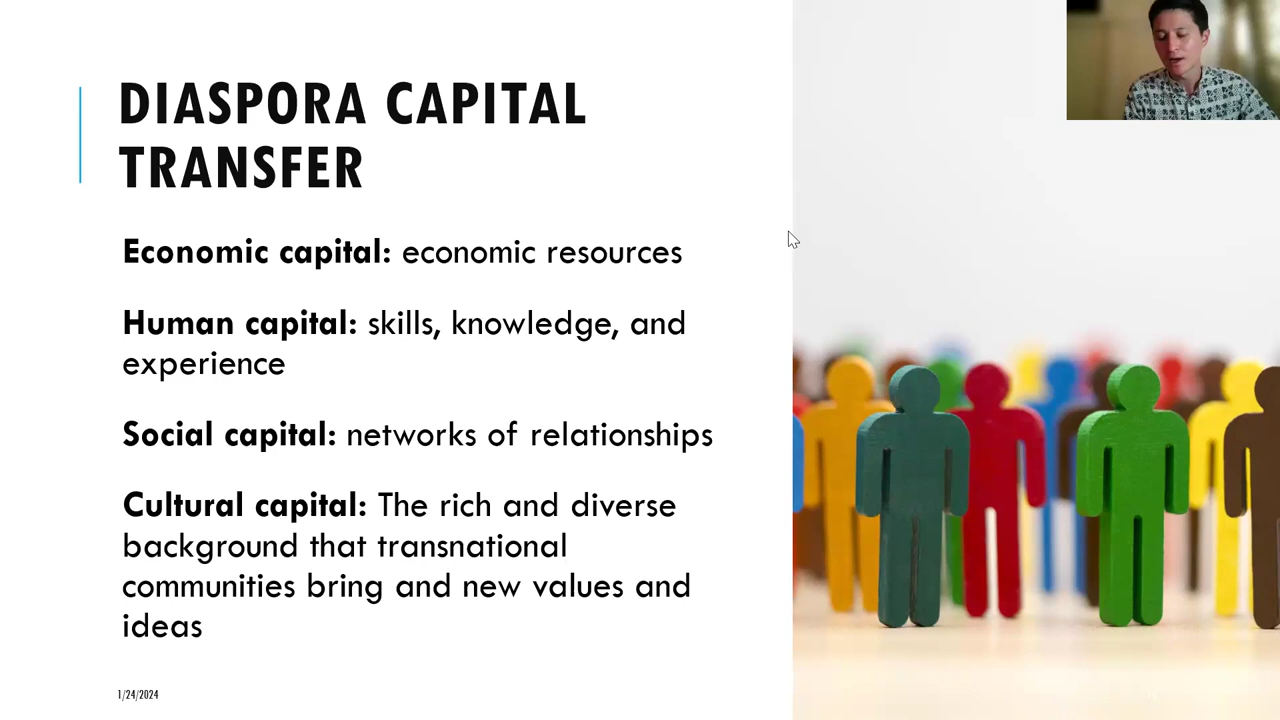 DIASPORA CAPITAL
TRANSFER
Economic capital: economic resources
Human capital: skills, knowledge, and
experience
Social capital: networks of relationships
Cultural capital: The rich and diverse
background that transnational
communities bring and new values and
ideas
1/24/2024